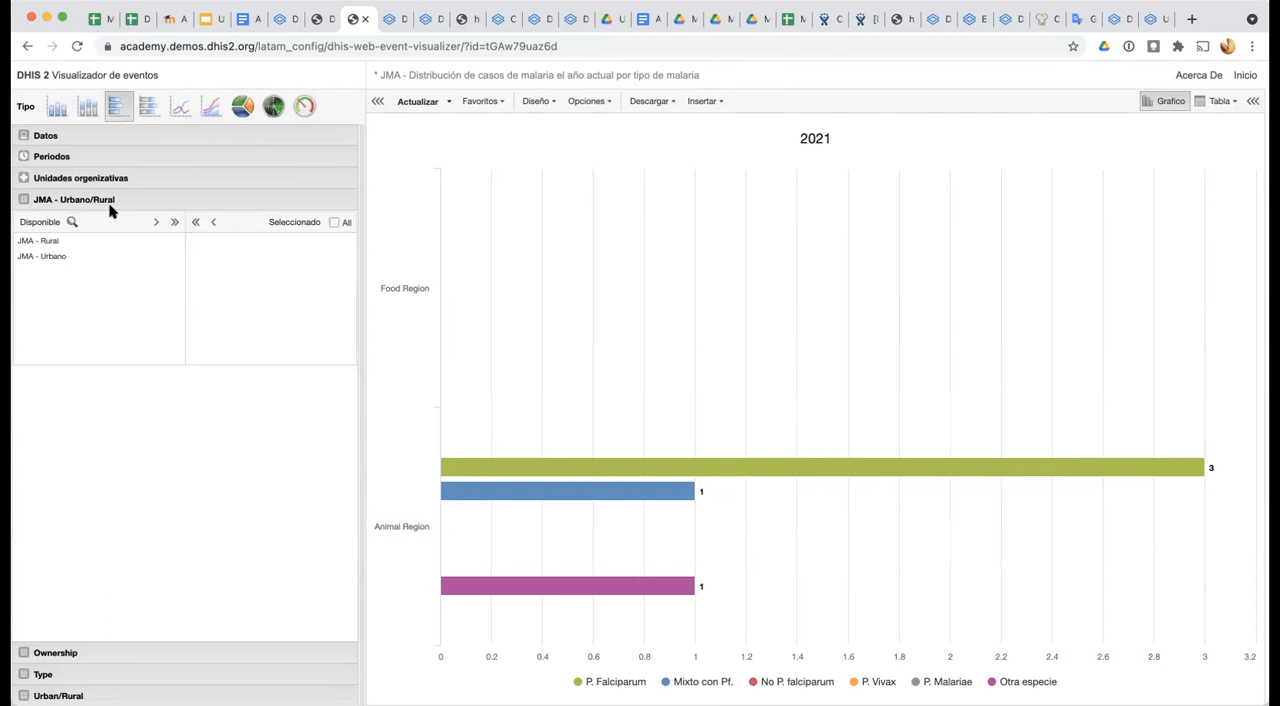 M
D
A
U
A
D
D
×
D
D
h
C
D
D
U
A
M
M
M
M
C
[
h
D
E
D
C
G
D
U
academy.demos.dhis2.org/latam_config/dhis-web-event-visualizer/?id=tGAw79uaz6d
DHIS 2 Visualizador de eventos
* JMA - Distribución de casos de malaria el año actual por tipo de malaria
Acerca De
Inicio
Tipo
Actualizar
Favoritos
Diseño
Opciones
Descargar
Insertar
Grafico
Tabla
Datos
Periodos
Unidades orgenizativas
JMA - Urbano/Rural
Disponible
Seleccionado
All
JMA - Rural
JMA - Urbano
Ownership
Type
Urban/Rural
2021
Food Region
3
1
Animal Region
1
0 0.2 0.4 0.6 0.8 1 1.2 1.4 1.6 1.8 2 2.2 2.4 2.6 2.8 3 3.2
P. Falciparum Mixto con Pf. No P. falciparum P. Vivax P. Malariae Otra especie